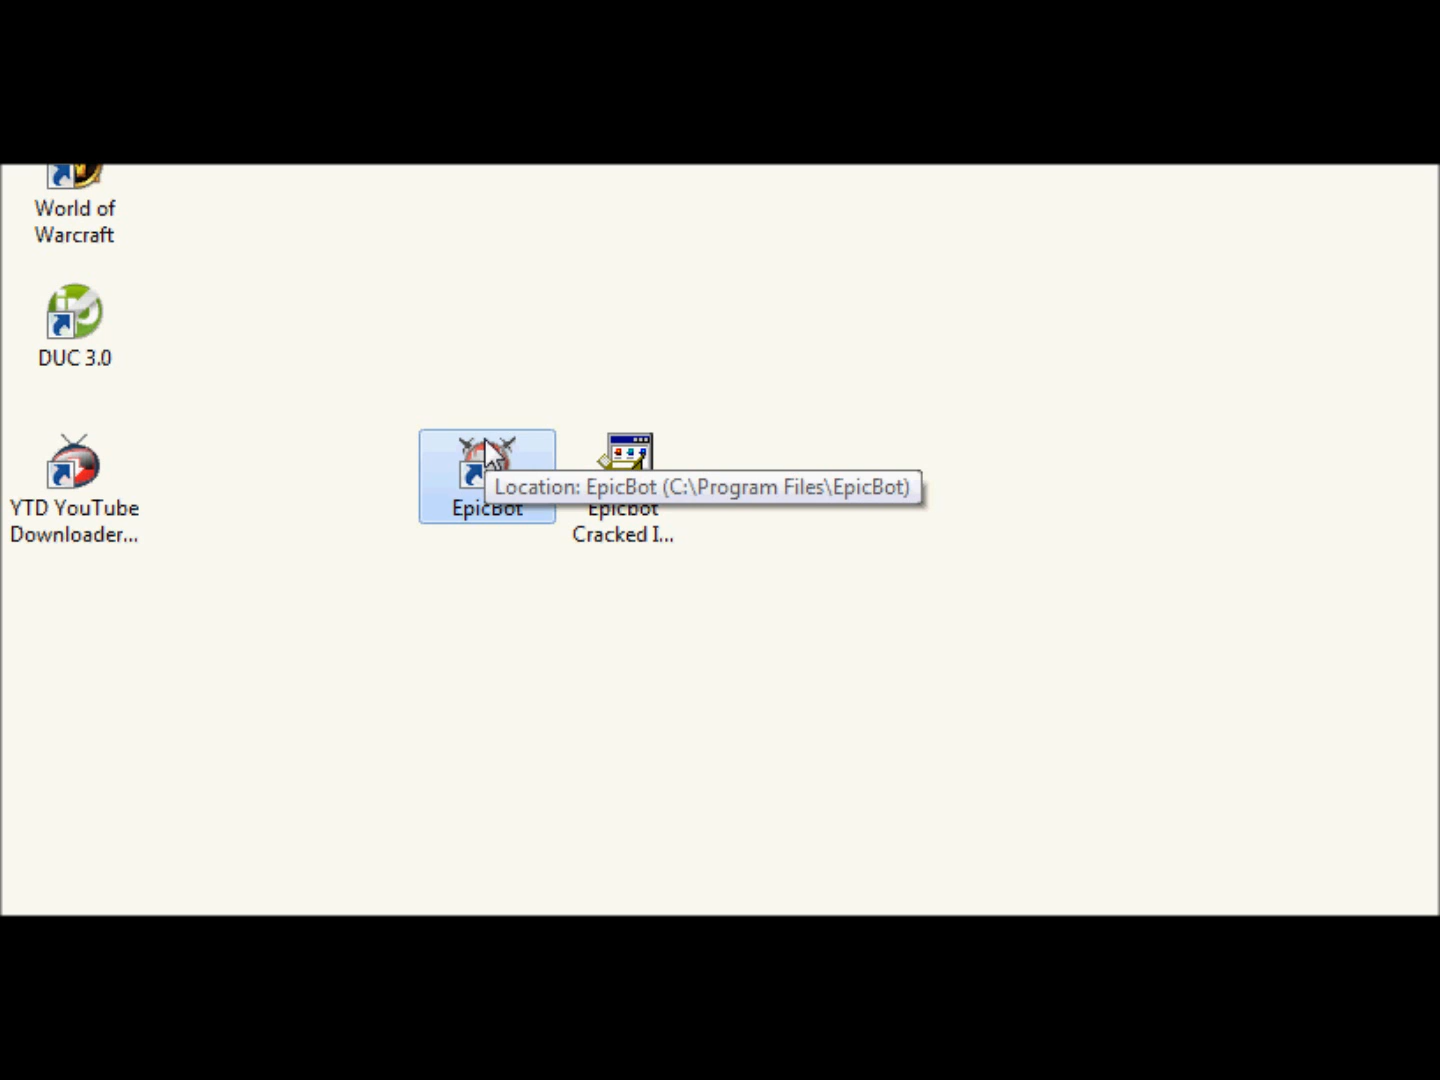 World of
Warcraft
DUC 3.0
YTD YouTube
Downloader...
EpicBot
Location: EpicBot (C:\Program Files\EpicBot)
Epicbot
Cracked I...